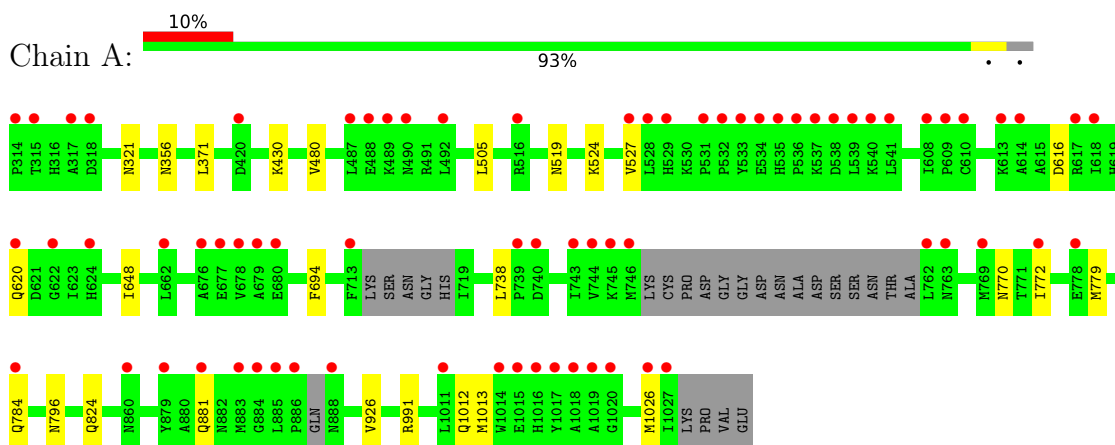 10%
Chain A:
93%
• •
P314 T315 H316 A317 D318 N321 N356 L371 D420 K430 V480 L487 E488 K489 N490 R491 L492 L505 R516 N519 K524 V527 L528 H529 K530 P531 P532 Y533 E534 H535 P536 K537 D538 L539 K540 L541 I608 P609 C610 K613 A614 A615 D616 R617 I618 H619
Q620 D621 G622 I623 H624 I648 L662 A676 E677 V678 A679 E680 F694 F713 LYS SER ASN GLY HIS I719 L738 P739 D740 I743 V744 K745 M746 LYS CYS PRO ASP GLY GLY ASP ASN ALA ASP SER SER ASN THR ALA L762 N763 M769 N770 T771 I772 E778 M779
Q784 N796 Q824 N860 Y879 A880 Q881 N882 M883 G884 L885 P886 GLN N888 V926 R991 L1011 Q1012 M1013 W1014 E1015 H1016 Y1017 A1018 A1019 G1020 M1026 I1027 LYS PRO VAL GLU